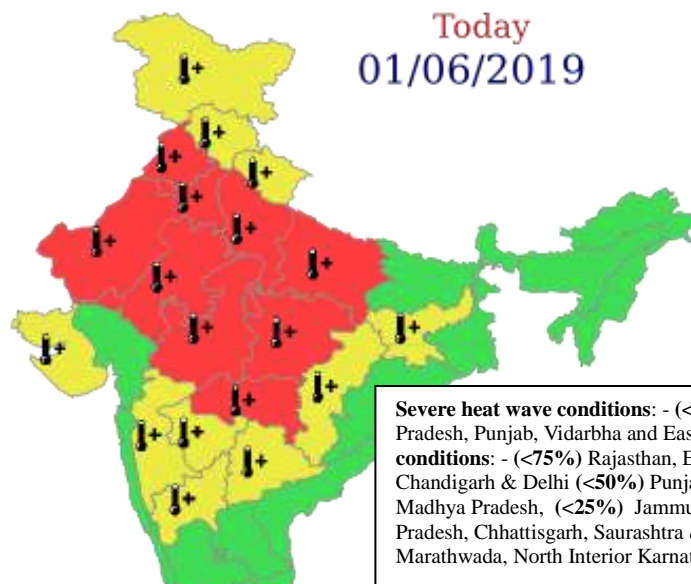 Today
01/06/2019
Severe heat wave conditions: - (<
Pradesh, Punjab, Vidarbha and Eas
conditions: - (<75%) Rajasthan, E
Chandigarh & Delhi (<50%) Punja
Madhya Pradesh, (<25%) Jammu
Pradesh, Chhattisgarh, Saurashtra &
Marathwada, North Interior Karnat